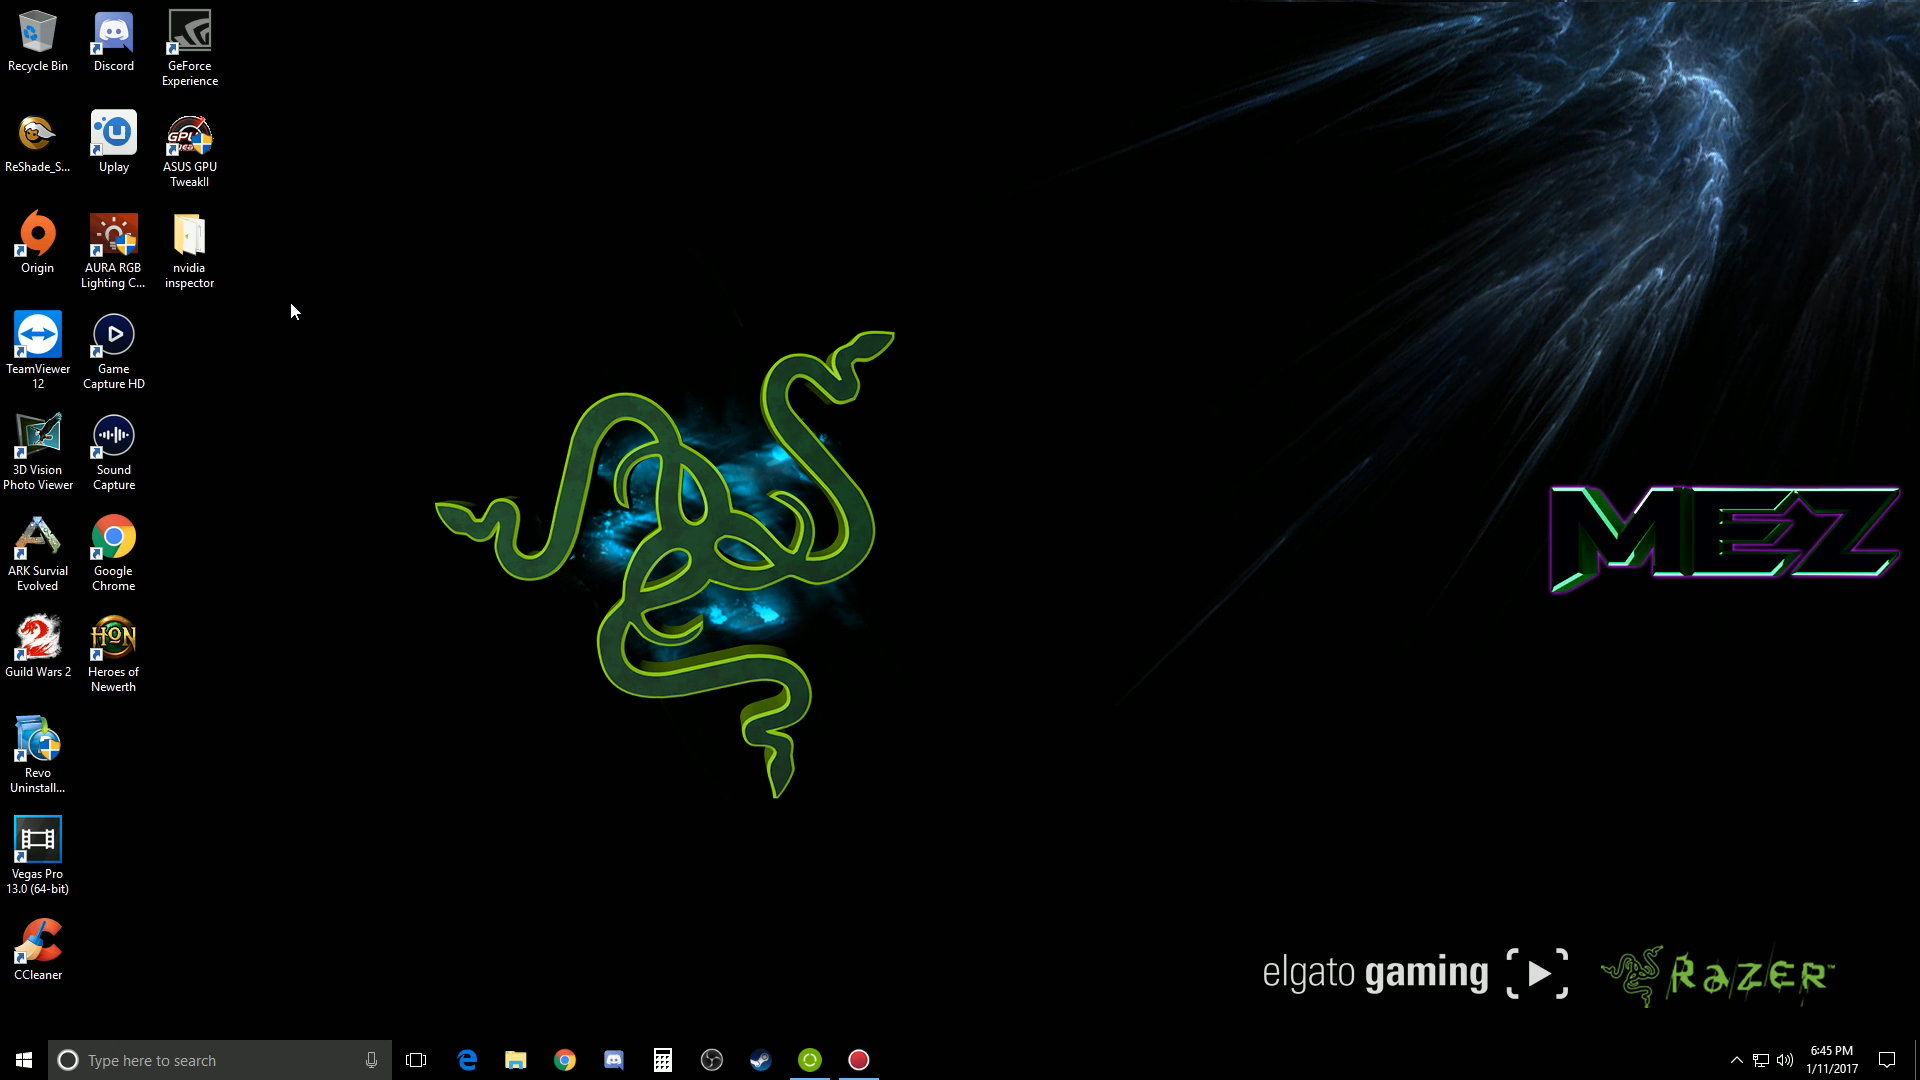 Recycle Bin
Discord
GeForce
Experience
ReShade_S...
Uplay
ASUS GPU
TweakII
Origin
AURA RGB
Lighting C...
nvidia
inspector
TeamViewer
12
Game
Capture HD
3D Vision
Photo Viewer
Sound
Capture
ARK Survial
Evolved
Google
Chrome
Guild Wars 2
HON
Heroes of
Newerth
Revo
Uninstall...
Vegas Pro
13.0 (64-bit)
CCleaner
MEZ
elgato gaming
RAZER™
Type here to search
6:45 PM
1/11/2017